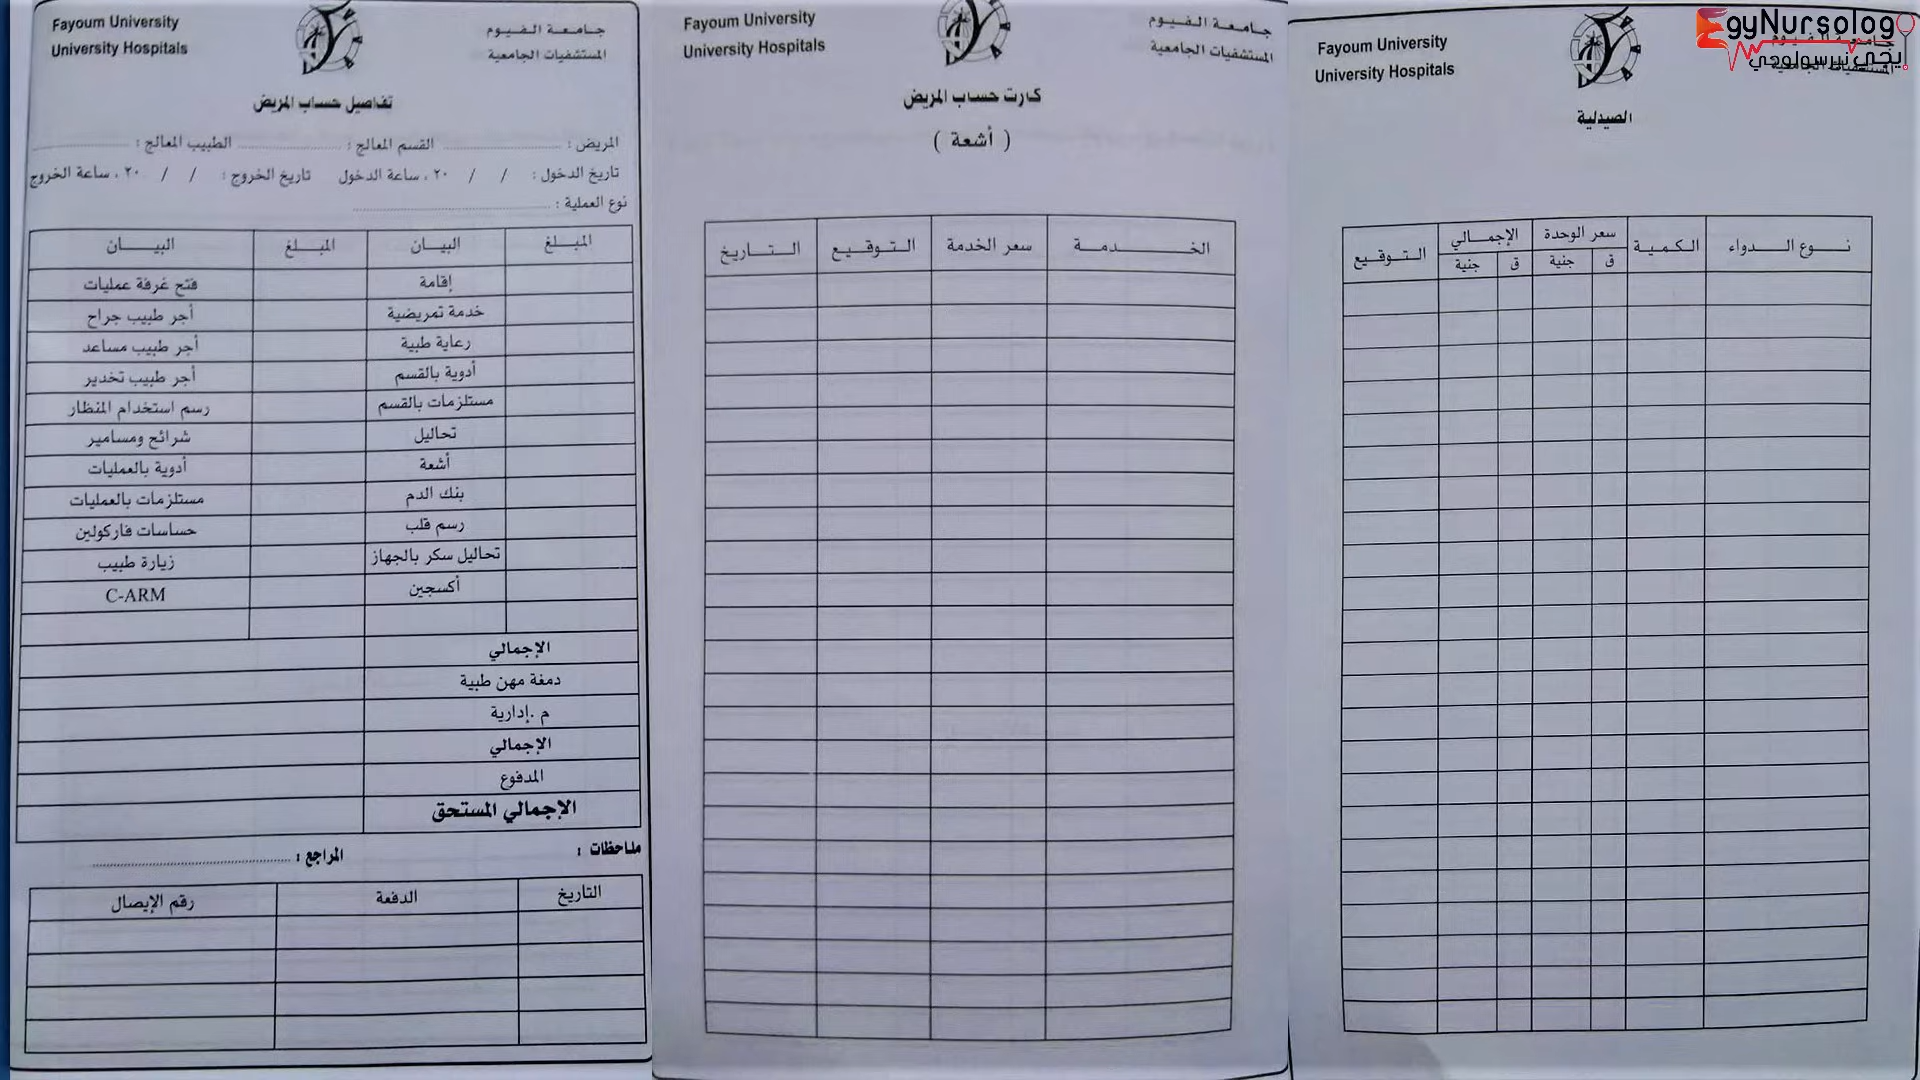 Fayoum University
University Hospitals
جامعة الفيوم
المستشفيات الجامعية
تفاصيل حساب المريض
المريض : القسم المعالج : الطبيب المعالج :
تاريخ الدخول : / / ٢٠ ، ساعة الدخول تاريخ الخروج : / / ٢٠ ، ساعة الخروج
نوع العملية :
المبلغ البيان المبلغ البيان
إقامة فتح غرفة عمليات
خدمة تمريضية أجر طبيب جراح
رعاية طبية أجر طبيب مساعد
أدوية بالقسم أجر طبيب تخدير
مستلزمات بالقسم رسم استخدام المنظار
تحاليل شرائح ومسامير
أشعة أدوية بالعمليات
بنك الدم مستلزمات بالعمليات
رسم قلب حساسات فاركولين
تحاليل سكر بالجهاز زيارة طبيب
أكسجين C-ARM
الإجمالي
دمغة مهن طبية
م .إدارية
الإجمالي
المدفوع
الإجمالي المستحق
ملاحظات : المراجع :
التاريخ الدفعة رقم الإيصال
Fayoum University
University Hospitals
جامعة الفيوم
المستشفيات الجامعية
كارت حساب المريض
( أشعة )
الخدمة سعر الخدمة التوقيع التاريخ
Fayoum University
University Hospitals
EgyNursology
إيجي نيرسولوجي
الصيدلية
نوع الدواء الكمية سعر الوحدة الإجمالي التوقيع
ق جنية ق جنية